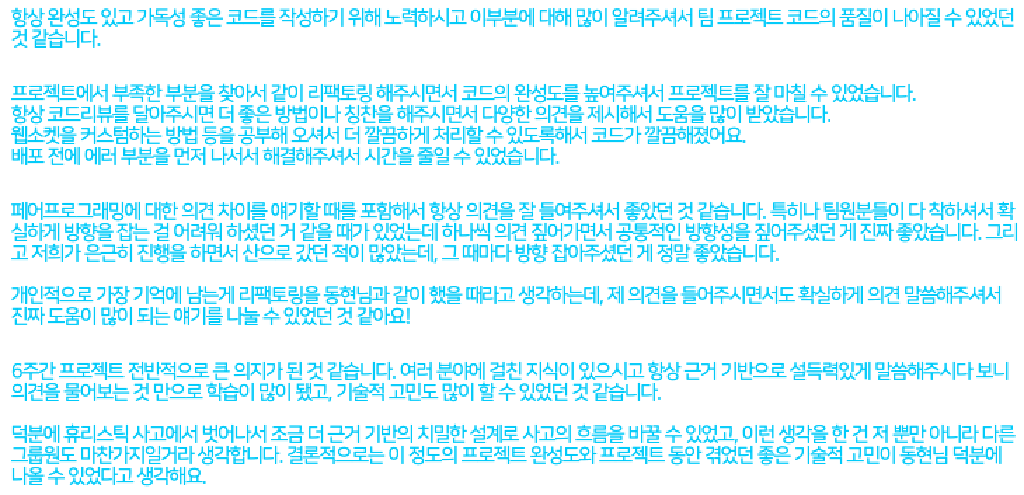 항상 완성도 있고 가독성 좋은 코드를 작성하기 위해 노력하시고 이부분에 대해 많이 알려주셔서 팀 프로젝트 코드의 품질이 나아질 수 있었던
것 같습니다.
프로젝트에서 부족한 부분을 찾아서 같이 리팩토링 해주시면서 코드의 완성도를 높여주셔서 프로젝트를 잘 마칠 수 있었습니다.
항상 코드리뷰를 달아주시면 더 좋은 방법이나 칭찬을 해주시면서 다양한 의견을 제시해서 도움을 많이 받았습니다.
웹소켓을 커스텀하는 방법 등을 공부해 오셔서 더 깔끔하게 처리할 수 있도록해서 코드가 깔끔해졌어요.
배포 전에 에러 부분을 먼저 나서서 해결해주셔서 시간을 줄일 수 있었습니다.
페어프로그래밍에 대한 의견 차이를 얘기할 때를 포함해서 항상 의견을 잘 들어주셔서 좋았던 것 같습니다. 특히나 팀원분들이 다 착하셔서 확
실하게 방향을 잡는 걸 어려워 하셨던 거 같을 때가 있었는데 하나씩 의견 짚어가면서 공통적인 방향성을 짚어주셨던 게 진짜 좋았습니다. 그리
고 저희가 은근히 진행을 하면서 산으로 갔던 적이 많았는데, 그 때마다 방향 잡아주셨던 게 정말 좋았습니다.
개인적으로 가장 기억에 남는게 리팩토링을 동현님과 같이 했을 때라고 생각하는데, 제 의견을 들어주시면서도 확실하게 의견 말씀해주셔서
진짜 도움이 많이 되는 얘기를 나눌 수 있었던 것 같아요!
6주간 프로젝트 전반적으로 큰 의지가 된 것 같습니다. 여러 분야에 걸친 지식이 있으시고 항상 근거 기반으로 설득력있게 말씀해주시다 보니
의견을 물어보는 것 만으로 학습이 많이 됐고, 기술적 고민도 많이 할 수 있었던 것 같습니다.
덕분에 휴리스틱 사고에서 벗어나서 조금 더 근거 기반의 치밀한 설계로 사고의 흐름을 바꿀 수 있었고, 이런 생각을 한 건 저 뿐만 아니라 다른
그룹원도 마찬가지일거라 생각합니다. 결론적으로는 이 정도의 프로젝트 완성도와 프로젝트 동안 겪었던 좋은 기술적 고민이 동현님 덕분에
나올 수 있었다고 생각해요.